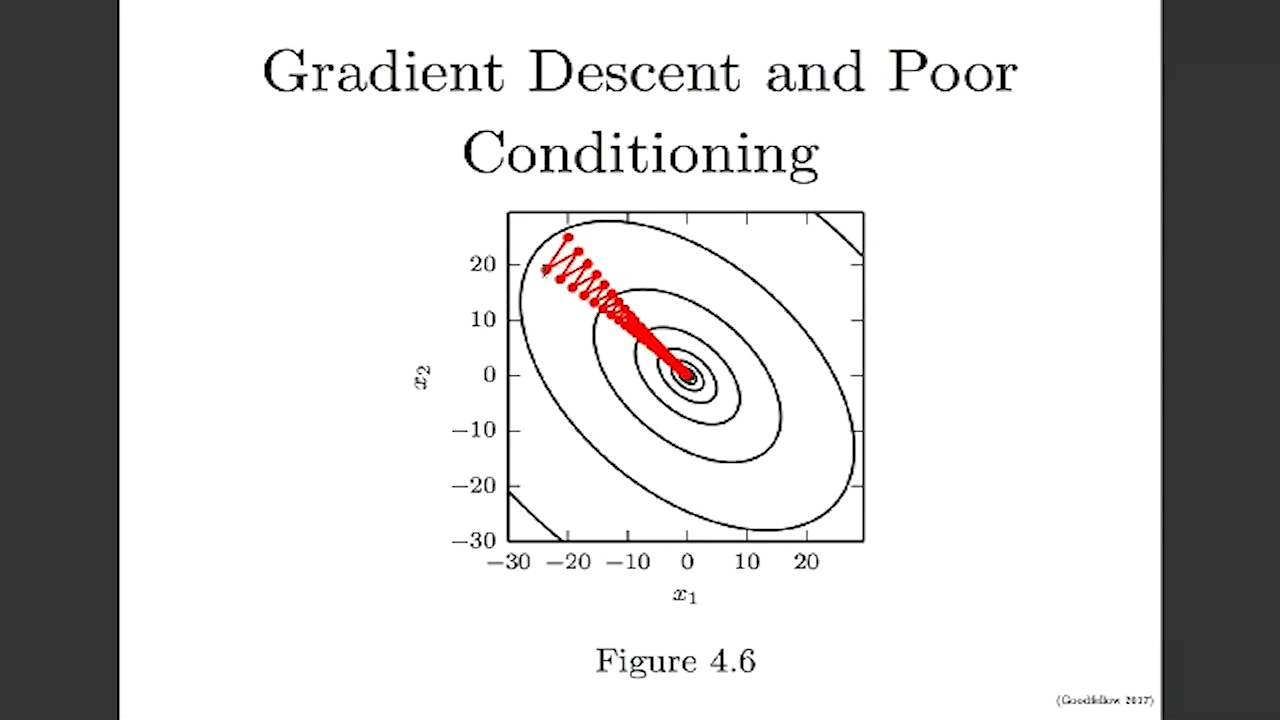 Gradient Descent and Poor
Conditioning
20
10
0
−10
−20
−30
x₂
−30 −20 −10 0 10 20
x₁
Figure 4.6
(Goodfellow 2017)